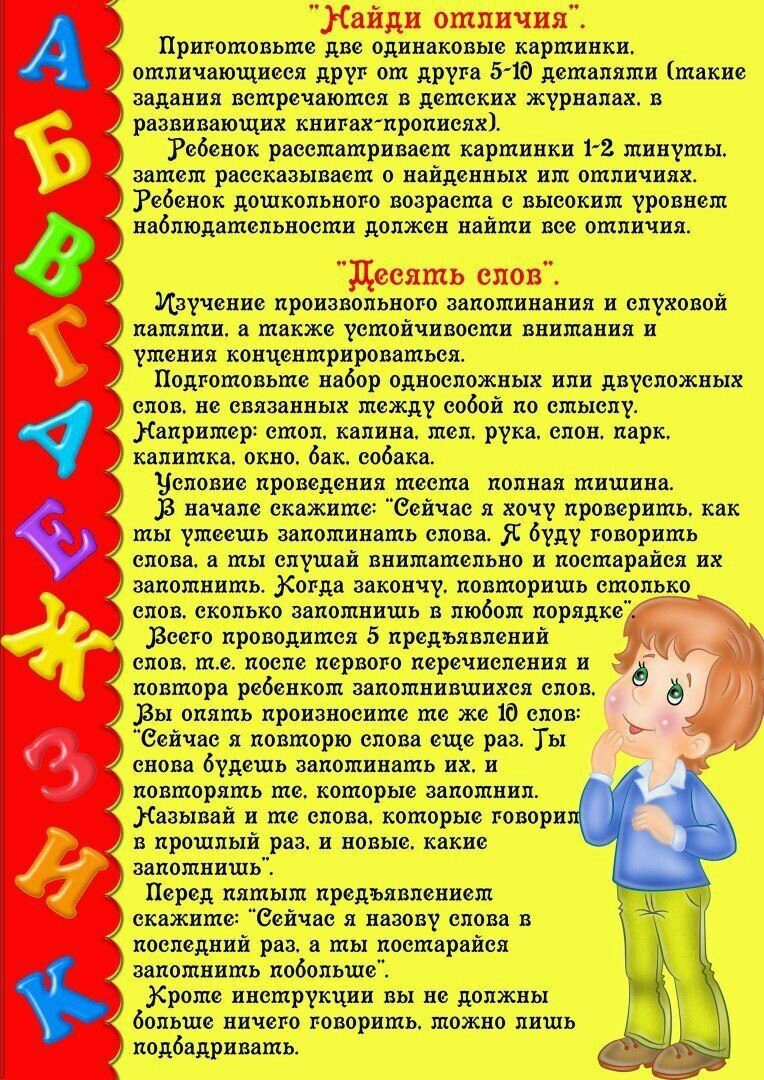 А
Б
В
Г
Д
Е
Ж
З
И
К
"Найди отличия".
Приготовьте две одинаковые картинки,
отличающиеся друг от друга 5-10 деталями (такие
задания встречаются в детских журналах, в
развивающих книгах-прописях).
Ребенок рассматривает картинки 1-2 минуты,
затем рассказывает о найденных им отличиях.
Ребенок дошкольного возраста с высоким уровнем
наблюдательности должен найти все отличия.
"Десять слов".
Изучение произвольного запоминания и слуховой
памяти, а также устойчивости внимания и
умения концентрироваться.
Подготовьте набор односложных или двусложных
слов, не связанных между собой по смыслу.
Например: стол, калина, мел, рука, слон, парк,
калитка, окно, бак, собака.
Условие проведения теста полная тишина.
В начале скажите: "Сейчас я хочу проверить, как
ты умеешь запоминать слова. Я буду говорить
слова, а ты слушай внимательно и постарайся их
запомнить. Когда закончу, повторишь столько
слов, сколько запомнишь в любом порядке".
Всего проводится 5 предъявлений
слов, т.е. после первого перечисления и
повтора ребенком запомнившихся слов,
Вы опять произносите те же 10 слов:
"Сейчас я повторю слова еще раз. Ты
снова будешь запоминать их, и
повторять те, которые запомнил.
Называй и те слова, которые говорил
в прошлый раз, и новые, какие
запомнишь".
Перед пятым предъявлением
скажите: "Сейчас я назову слова в
последний раз, а ты постарайся
запомнить побольше".
Кроме инструкции вы не должны
больше ничего говорить, можно лишь
подбадривать.